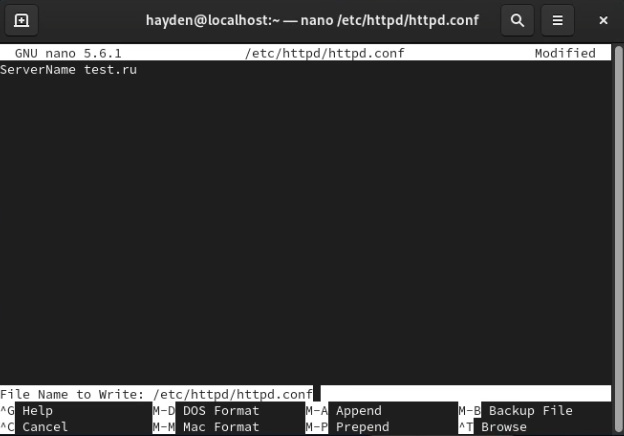 hayden@localhost:~ — nano /etc/httpd/httpd.conf
GNU nano 5.6.1 /etc/httpd/httpd.conf Modified
ServerName test.ru
File Name to Write: /etc/httpd/httpd.conf
^G Help M-D DOS Format M-A Append M-B Backup File
^C Cancel M-M Mac Format M-P Prepend ^T Browse